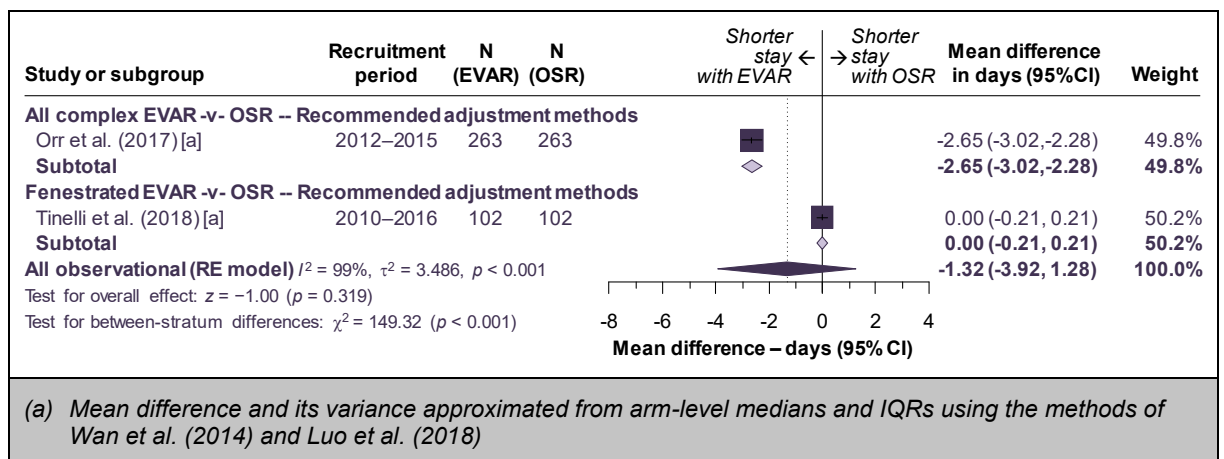 Study or subgroup Recruitment period N (EVAR) N (OSR) Shorter stay ← with EVAR → Shorter stay with OSR Mean difference in days (95%CI) Weight
All complex EVAR -v- OSR -- Recommended adjustment methods
Orr et al. (2017) [a] 2012–2015 263 263 -2.65 (-3.02,-2.28) 49.8%
Subtotal -2.65 (-3.02,-2.28) 49.8%
Fenestrated EVAR -v- OSR -- Recommended adjustment methods
Tinelli et al. (2018) [a] 2010–2016 102 102 0.00 (-0.21, 0.21) 50.2%
Subtotal 0.00 (-0.21, 0.21) 50.2%
All observational (RE model) I² = 99%, τ² = 3.486, p < 0.001 -1.32 (-3.92, 1.28) 100.0%
Test for overall effect: z = −1.00 (p = 0.319)
Test for between-stratum differences: χ² = 149.32 (p < 0.001)
-8 -6 -4 -2 0 2 4
Mean difference – days (95% CI)
(a) Mean difference and its variance approximated from arm-level medians and IQRs using the methods of
Wan et al. (2014) and Luo et al. (2018)